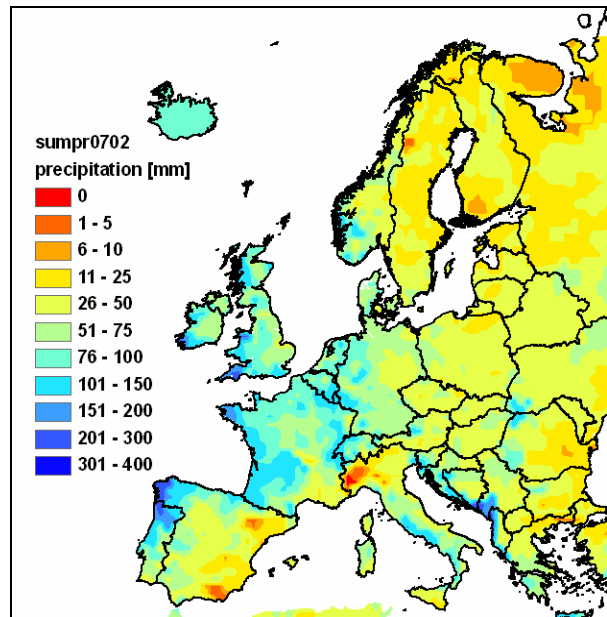 sumpr0702
precipitation [mm]
0
1 - 5
6 - 10
11 - 25
26 - 50
51 - 75
76 - 100
101 - 150
151 - 200
201 - 300
301 - 400